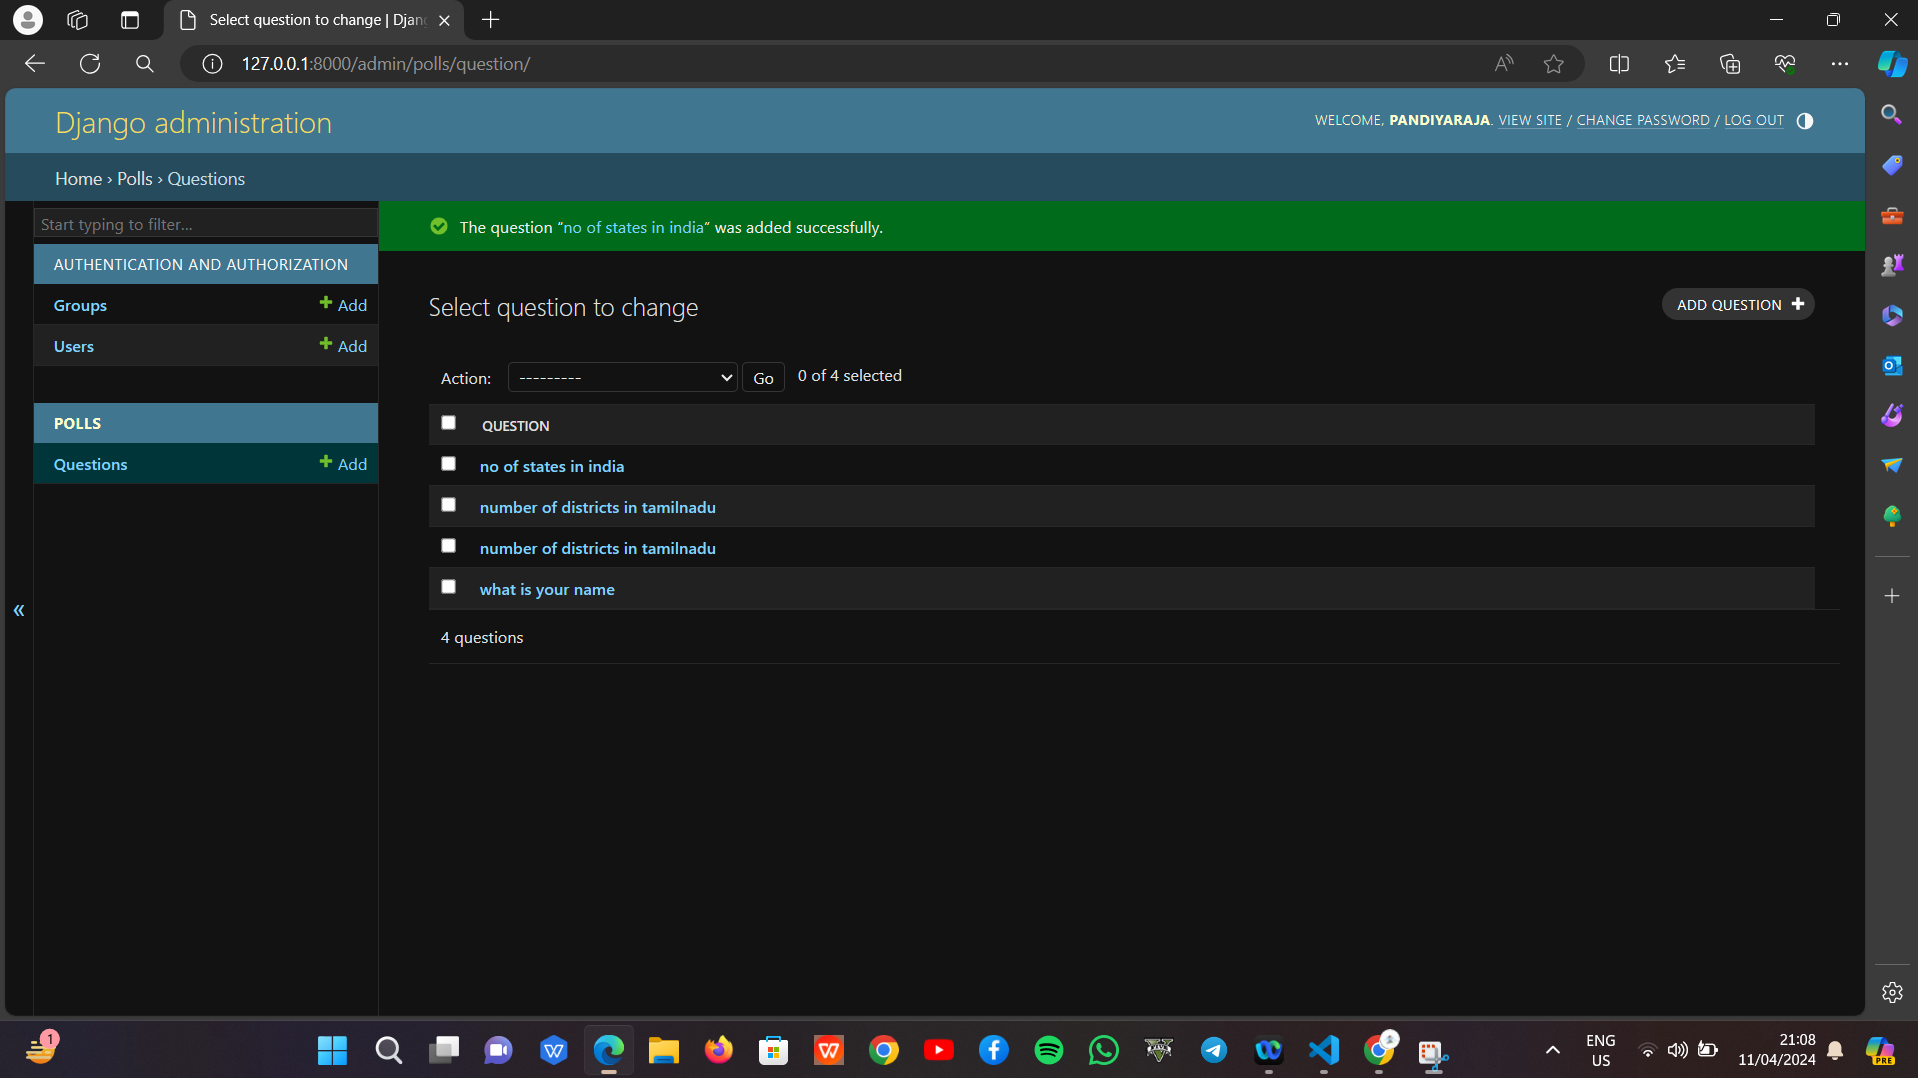 Select question to change | Djan
127.0.0.1:8000/admin/polls/question/
Django administration
WELCOME, PANDIYARAJA. VIEW SITE / CHANGE PASSWORD / LOG OUT
Home › Polls › Questions
Start typing to filter...
The question “no of states in india” was added successfully.
AUTHENTICATION AND AUTHORIZATION
Groups
Add
Users
Add
POLLS
Questions
Add
Select question to change
ADD QUESTION
Action:
---------
Go
0 of 4 selected
QUESTION
no of states in india
number of districts in tamilnadu
number of districts in tamilnadu
what is your name
4 questions
«
1
ENG
US
21:08
11/04/2024
PRE